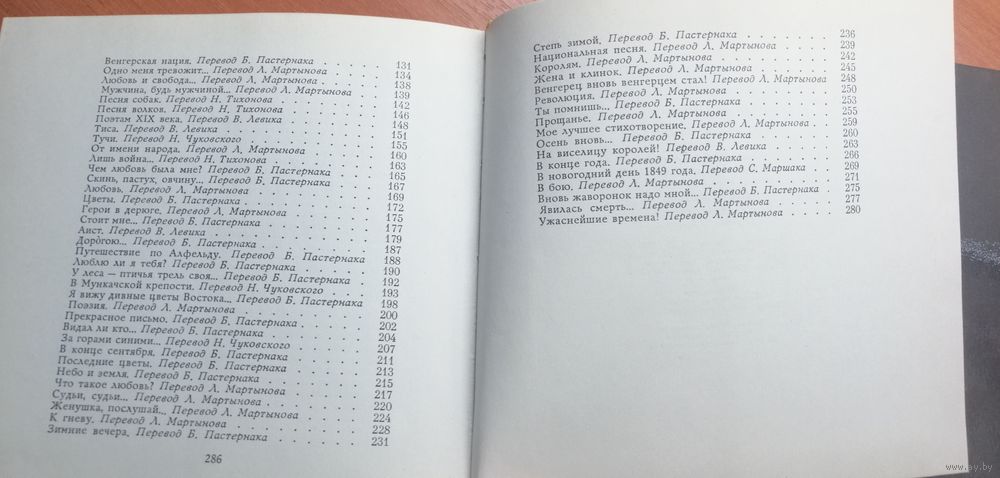 Венгерская нация. Перевод Б. Пастернака . . . . . . 131
Одно меня тревожит... Перевод Л. Мартынова . . . . . 134
Любовь и свобода... Перевод Л. Мартынова . . . . . . 138
Мужчина, будь мужчиной... Перевод Л. Мартынова . . . 139
Песня собак. Перевод Н. Тихонова . . . . . . . . 142
Песня волков. Перевод Н. Тихонова . . . . . . . . 146
Поэтам XIX века. Перевод В. Левика . . . . . . . . 148
Тиса. Перевод В. Левика . . . . . . . . . . 151
Тучи. Перевод Н. Чуковского . . . . . . . . . 155
От имени народа. Перевод Л. Мартынова . . . . . . 160
Лишь война... Перевод Н. Тихонова . . . . . . . . 163
Чем любовь была мне? Перевод Б. Пастернака . . . . . 165
Скинь, пастух, овчину... Перевод Б. Пастернака . . . . 167
Любовь. Перевод Л. Мартынова . . . . . . . . . 169
Цветы. Перевод Б. Пастернака . . . . . . . . . 172
Герои в дерюге. Перевод Л. Мартынова . . . . . . . 175
Стоит мне... Перевод Б. Пастернака . . . . . . . . 177
Аист. Перевод В. Левика . . . . . . . . . . 179
Дорогою... Перевод Б. Пастернака . . . . . . . . 187
Путешествие по Алфельду. Перевод Б. Пастернака . . . . 188
Люблю ли я тебя? Перевод Б. Пастернака . . . . . . 190
У леса — птичья трель своя... Перевод Б. Пастернака . . . 192
В Мункачской крепости. Перевод Н. Чуковского . . . . . 193
Я вижу дивные цветы Востока... Перевод Б. Пастернака 198
Поэзия. Перевод Л. Мартынова . . . . . . . . . 200
Прекрасное письмо. Перевод Б. Пастернака . . . . . . 202
Видал ли кто... Перевод Б. Пастернака . . . . . . . 204
За горами синими... Перевод Н. Чуковского . . . . . . 207
В конце сентября. Перевод Б. Пастернака . . . . . . 211
Последние цветы. Перевод Б. Пастернака . . . . . . 213
Небо и земля. Перевод Б. Пастернака . . . . . . . 215
Что такое любовь? Перевод Л. Мартынова . . . . . . 217
Судьи, судьи... Перевод Л. Мартынова . . . . . . . 220
Женушка, послушай... Перевод Л. Мартынова . . . . . 224
К гневу. Перевод Л. Мартынова . . . . . . . . . 228
Зимние вечера. Перевод Б. Пастернака . . . . . . . 231
286
Степь зимой. Перевод Б. Пастернака . . . . . . . 236
Национальная песня. Перевод Л. Мартынова . . . . . 239
Королям. Перевод Л. Мартынова . . . . . . . . 242
Жена и клинок. Перевод Л. Мартынова . . . . . . . 245
Венгерец вновь венгерцем стал! Перевод Л. Мартынова . 248
Революция. Перевод Л. Мартынова . . . . . . . . 250
Ты помнишь... Перевод Б. Пастернака . . . . . . . 253
Прощанье. Перевод Л. Мартынова . . . . . . . . 255
Мое лучшее стихотворение. Перевод Л. Мартынова . . . 259
Осень вновь... Перевод Б. Пастернака . . . . . . . 260
На виселицу королей! Перевод В. Левика . . . . . . 263
В конце года. Перевод Б. Пастернака . . . . . . . 266
В новогодний день 1849 года. Перевод С. Маршака . . . 269
В бою. Перевод Л. Мартынова . . . . . . . . . 271
Вновь жаворонок надо мной... Перевод Б. Пастернака . . 275
Явилась смерть... Перевод Л. Мартынова . . . . . . 277
Ужаснейшие времена! Перевод Л. Мартынова . . . . . 280
www.ay.by